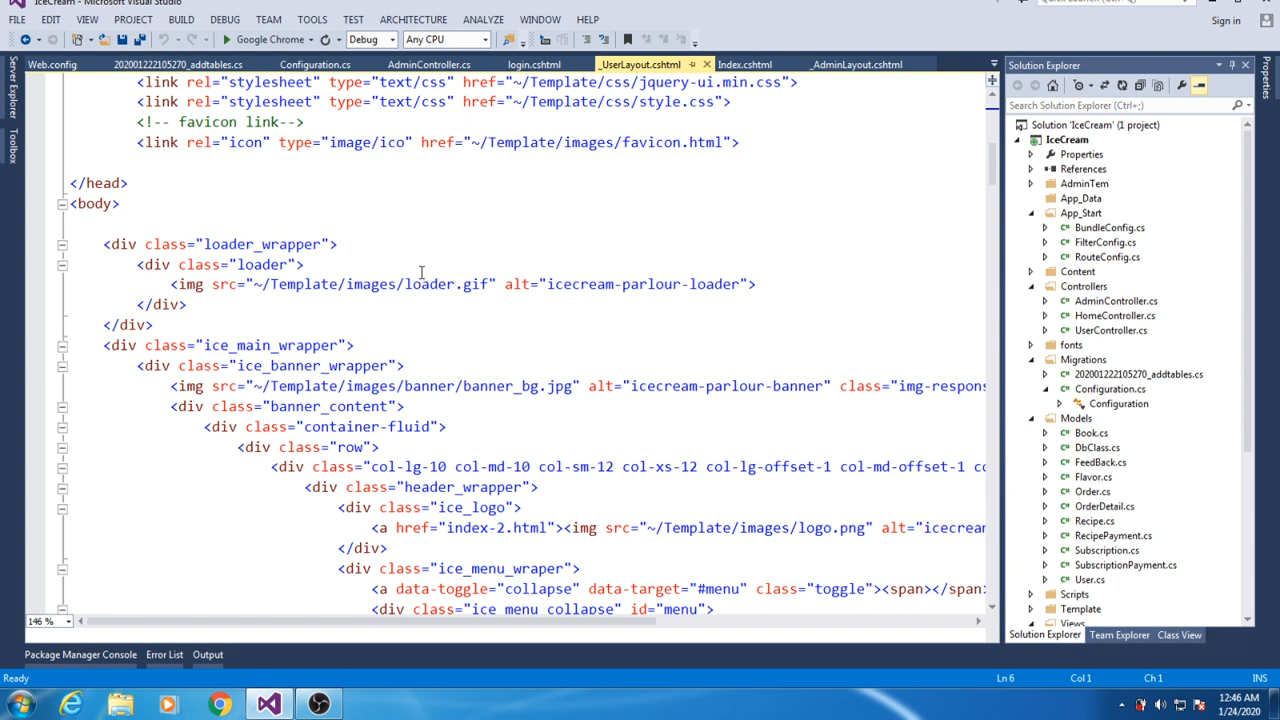 IceCream - Microsoft Visual Studio
Quick Launch (Ctrl+Q)
FILE EDIT VIEW PROJECT BUILD DEBUG TEAM TOOLS TEST ARCHITECTURE ANALYZE WINDOW HELP
Sign in
Google Chrome Debug Any CPU
Web.config 202001222105270_addtables.cs Configuration.cs AdminController.cs login.cshtml _UserLayout.cshtml Index.cshtml _AdminLayout.cshtml
Server Explorer
Toolbox
<link rel="stylesheet" type="text/css" href="~/Template/css/jquery-ui.min.css">
<link rel="stylesheet" type="text/css" href="~/Template/css/style.css">
<!-- favicon link-->
<link rel="icon" type="image/ico" href="~/Template/images/favicon.html">
</head>
<body>
<div class="loader_wrapper">
<div class="loader">
<img src="~/Template/images/loader.gif" alt="icecream-parlour-loader">
</div>
</div>
<div class="ice_main_wrapper">
<div class="ice_banner_wrapper">
<img src="~/Template/images/banner/banner_bg.jpg" alt="icecream-parlour-banner" class="img-respons
<div class="banner_content">
<div class="container-fluid">
<div class="row">
<div class="col-lg-10 col-md-10 col-sm-12 col-xs-12 col-lg-offset-1 col-md-offset-1 co
<div class="header_wrapper">
<div class="ice_logo">
<a href="index-2.html"><img src="~/Template/images/logo.png" alt="icecream
</div>
<div class="ice_menu_wraper">
<a data-toggle="collapse" data-target="#menu" class="toggle"><span></span>
<div class="ice_menu_collapse" id="menu">
146 %
Solution Explorer
Search Solution Explorer (Ctrl+;)
Solution 'IceCream' (1 project)
IceCream
Properties
References
AdminTem
App_Data
App_Start
BundleConfig.cs
FilterConfig.cs
RouteConfig.cs
Content
Controllers
AdminController.cs
HomeController.cs
UserController.cs
fonts
Migrations
202001222105270_addtables.cs
Configuration.cs
Configuration
Models
Book.cs
DbClass.cs
FeedBack.cs
Flavor.cs
Order.cs
OrderDetail.cs
Recipe.cs
RecipePayment.cs
Subscription.cs
SubscriptionPayment.cs
User.cs
Scripts
Template
Views
Solution Explorer Team Explorer Class View
Properties
Package Manager Console Error List Output
Ready Ln 6 Col 1 Ch 1 INS
12:46 AM
1/24/2020